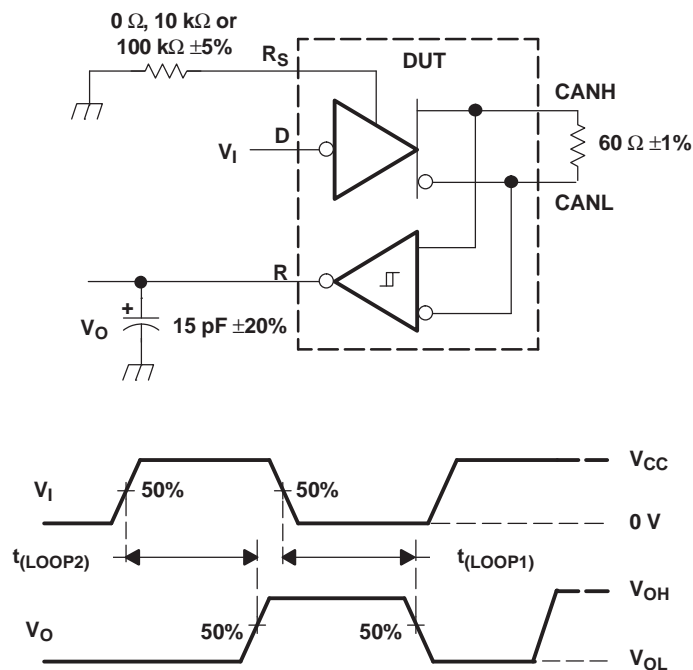 0 Ω, 10 kΩ or
100 kΩ ±5%
RS
DUT
CANH
D
VI
60 Ω ±1%
CANL
R
+
VO
15 pF ±20%
VCC
VI
50%
50%
0 V
t(LOOP2)
t(LOOP1)
VOH
VO
50%
50%
VOL